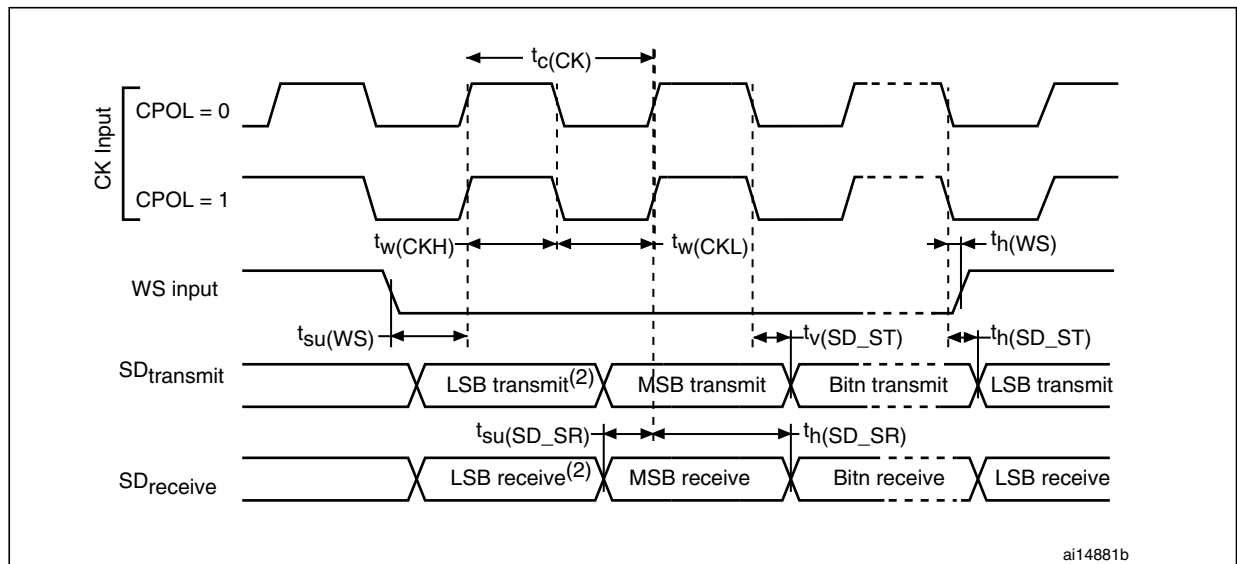 tc(CK)
CK Input
CPOL = 0
CPOL = 1
tw(CKH)
tw(CKL)
th(WS)
WS input
tsu(WS)
tv(SD_ST)
th(SD_ST)
SDtransmit
LSB transmit(2)
MSB transmit
Bitn transmit
LSB transmit
tsu(SD_SR)
th(SD_SR)
SDreceive
LSB receive(2)
MSB receive
Bitn receive
LSB receive
ai14881b